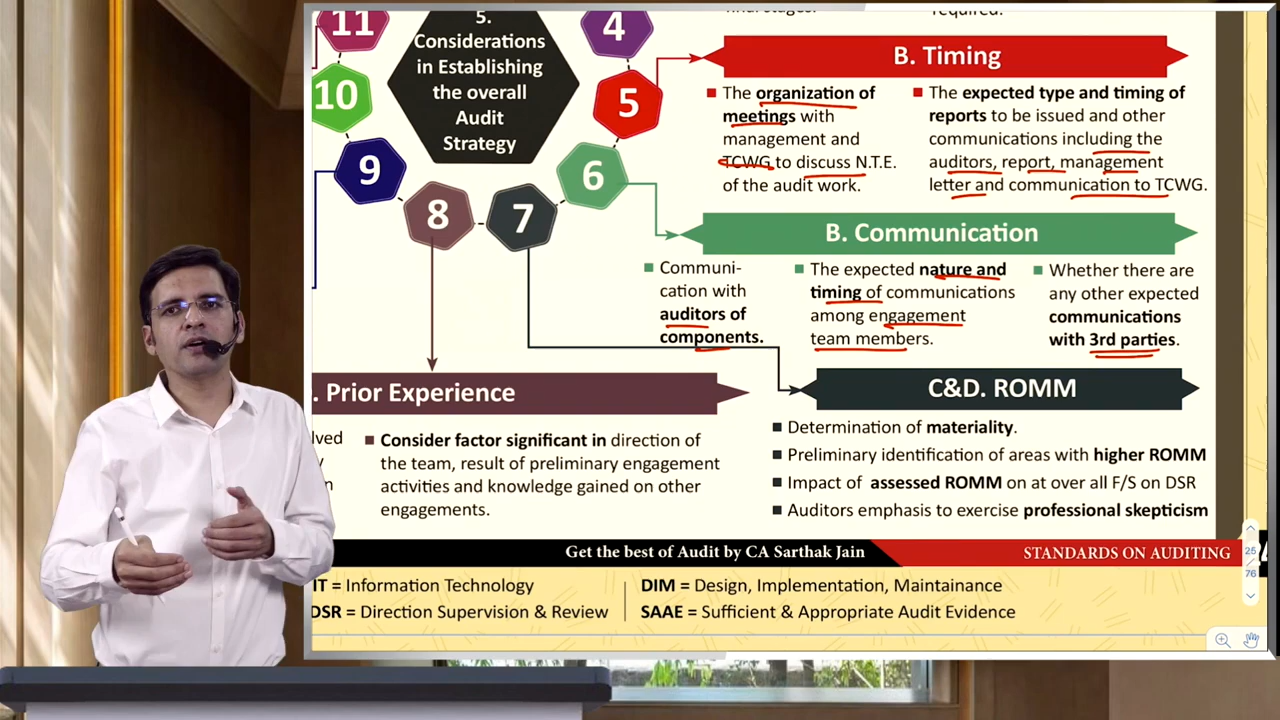 required.
11
5.
Considerations
in Establishing
the overall
Audit
Strategy
4
10
5
9
6
8
7
B. Timing
The organization of
meetings with
management and
TCWG to discuss N.T.E.
of the audit work.
The expected type and timing of
reports to be issued and other
communications including the
auditors, report, management
letter and communication to TCWG.
B. Communication
Communi-
cation with
auditors of
components.
The expected nature and
timing of communications
among engagement
team members.
Whether there are
any other expected
communications
with 3rd parties.
. Prior Experience
Consider factor significant in direction of
the team, result of preliminary engagement
activities and knowledge gained on other
engagements.
C&D. ROMM
Determination of materiality.
Preliminary identification of areas with higher ROMM
Impact of assessed ROMM on at over all F/S on DSR
Auditors emphasis to exercise professional skepticism
Get the best of Audit by CA Sarthak Jain
STANDARDS ON AUDITING
IT = Information Technology
DSR = Direction Supervision & Review
DIM = Design, Implementation, Maintainance
SAAE = Sufficient & Appropriate Audit Evidence
25
76